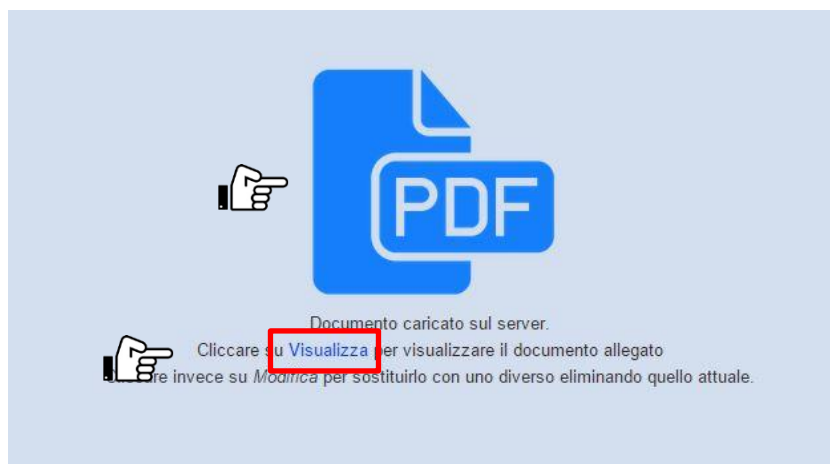 PDF
Documento caricato sul server.
Cliccare su Visualizza per visualizzare il documento allegato
invece su Modifica per sostituirlo con uno diverso eliminando quello attuale.